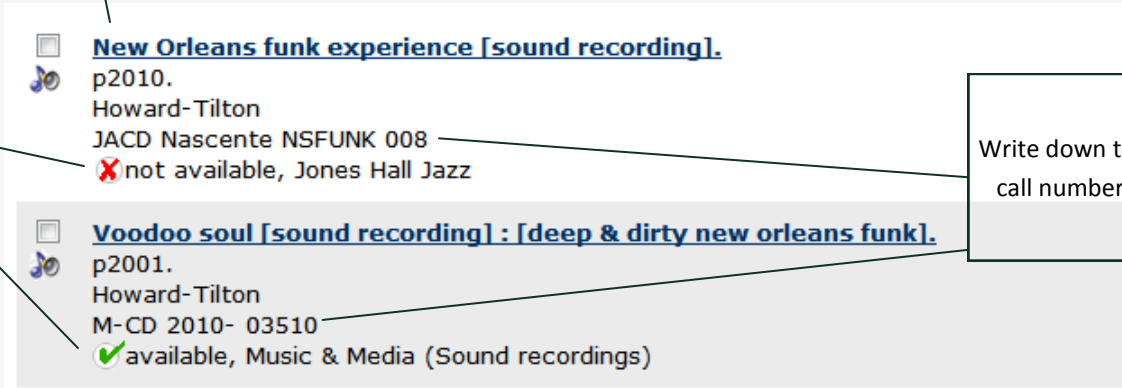 New Orleans funk experience [sound recording].
p2010.
Howard-Tilton
JACD Nascente NSFUNK 008
not available, Jones Hall Jazz
Write down t
call number
Voodoo soul [sound recording] : [deep & dirty new orleans funk].
p2001.
Howard-Tilton
M-CD 2010- 03510
available, Music & Media (Sound recordings)